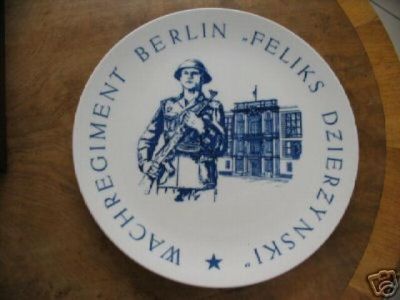 WACHREGIMENT BERLIN „FELIKS DZIERZYNSKI"